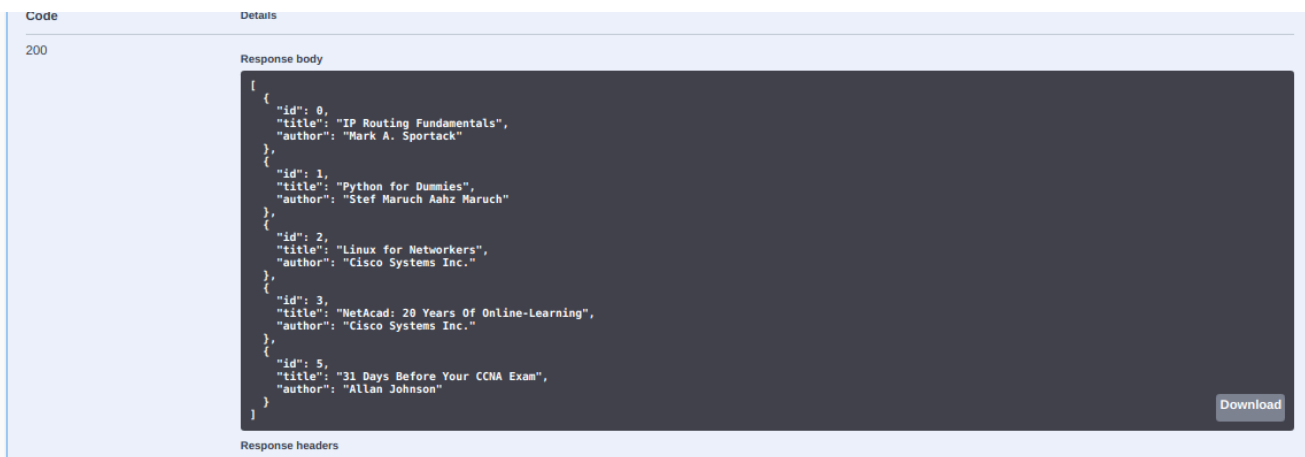 Code Details
200
Response body
[
  {
    "id": 0,
    "title": "IP Routing Fundamentals",
    "author": "Mark A. Sportack"
  },
  {
    "id": 1,
    "title": "Python for Dummies",
    "author": "Stef Maruch Aahz Maruch"
  },
  {
    "id": 2,
    "title": "Linux for Networkers",
    "author": "Cisco Systems Inc."
  },
  {
    "id": 3,
    "title": "NetAcad: 20 Years Of Online-Learning",
    "author": "Cisco Systems Inc."
  },
  {
    "id": 5,
    "title": "31 Days Before Your CCNA Exam",
    "author": "Allan Johnson"
  }
]
Download
Response headers